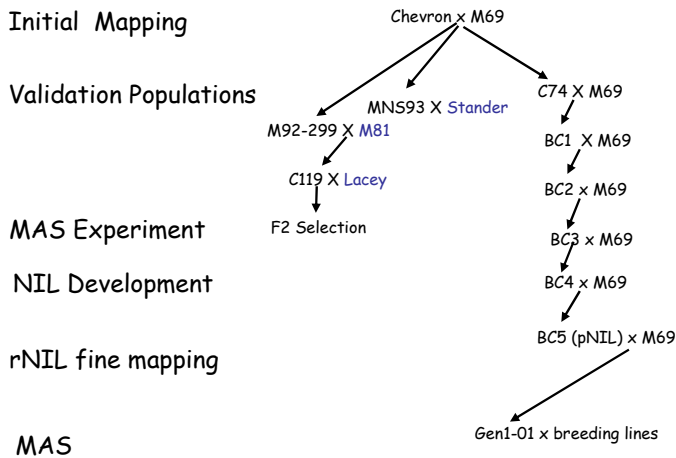 Initial Mapping
Chevron x M69
Validation Populations
C74 X M69
MNS93 X Stander
M92-299 X M81
BC1 X M69
C119 X Lacey
BC2 x M69
MAS Experiment
F2 Selection
BC3 x M69
NIL Development
BC4 x M69
BC5 (pNIL) x M69
rNIL fine mapping
Gen1-01 x breeding lines
MAS